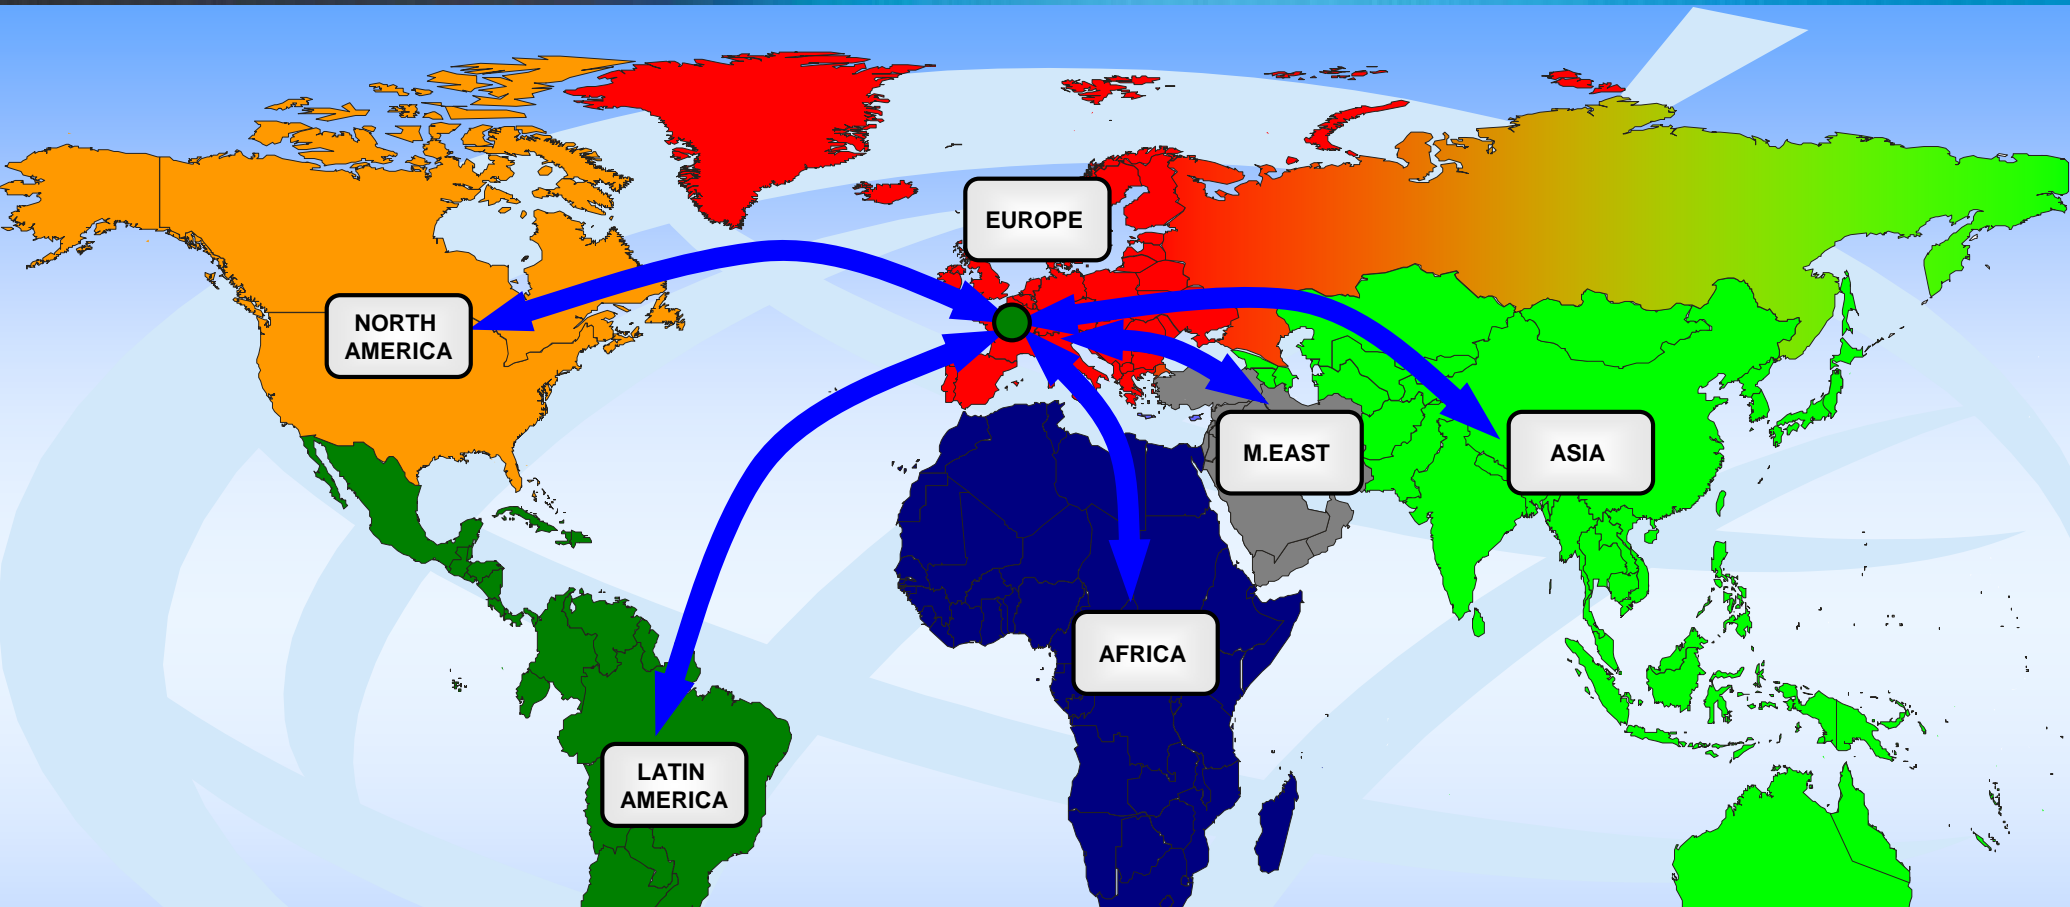 EUROPE
NORTH
AMERICA
M.EAST
ASIA
AFRICA
LATIN
AMERICA